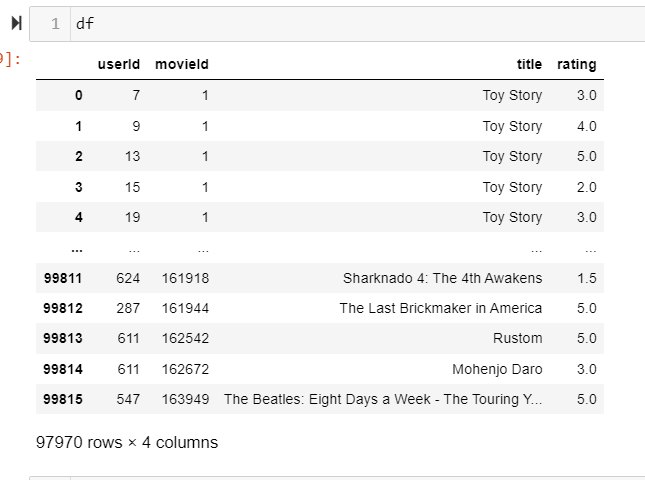 1 df
9]:
userId movieId title rating
0 7 1 Toy Story 3.0
1 9 1 Toy Story 4.0
2 13 1 Toy Story 5.0
3 15 1 Toy Story 2.0
4 19 1 Toy Story 3.0
... ... ... ... ...
99811 624 161918 Sharknado 4: The 4th Awakens 1.5
99812 287 161944 The Last Brickmaker in America 5.0
99813 611 162542 Rustom 5.0
99814 611 162672 Mohenjo Daro 3.0
99815 547 163949 The Beatles: Eight Days a Week - The Touring Y... 5.0
97970 rows × 4 columns